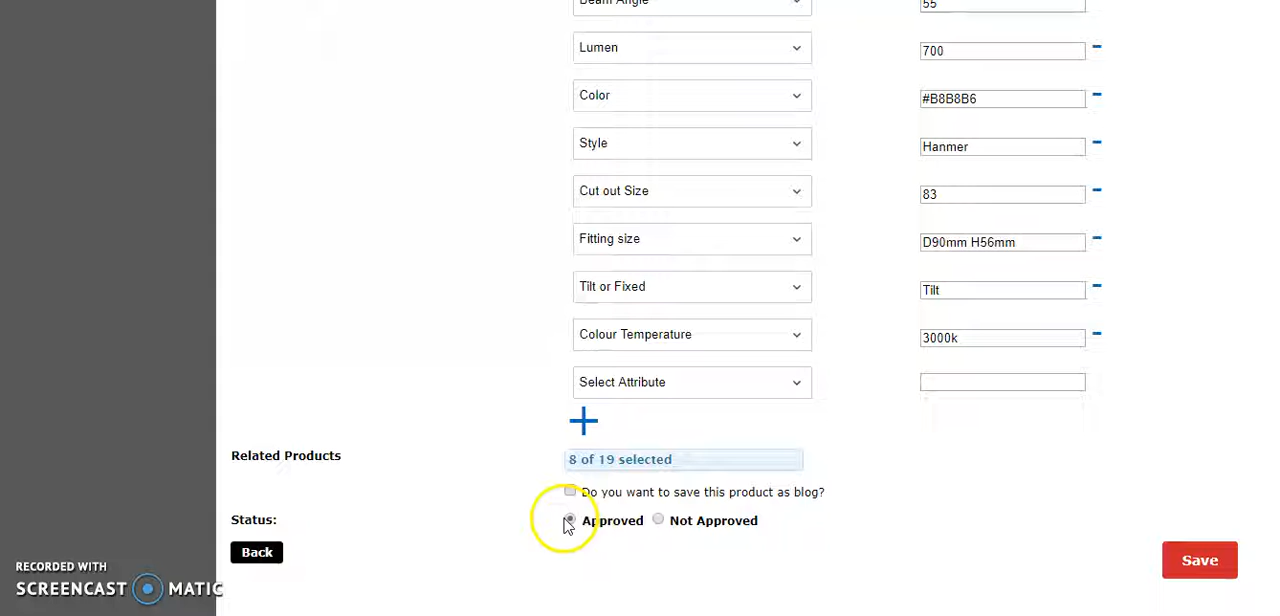 Beam Angle 55
Lumen 700
Color #B8B8B6
Style Hanmer
Cut out Size 83
Fitting size D90mm H56mm
Tilt or Fixed Tilt
Colour Temperature 3000k
Select Attribute
Related Products 8 of 19 selected
Do you want to save this product as blog?
Status: Approved Not Approved
Back Save
RECORDED WITH
SCREENCAST MATIC